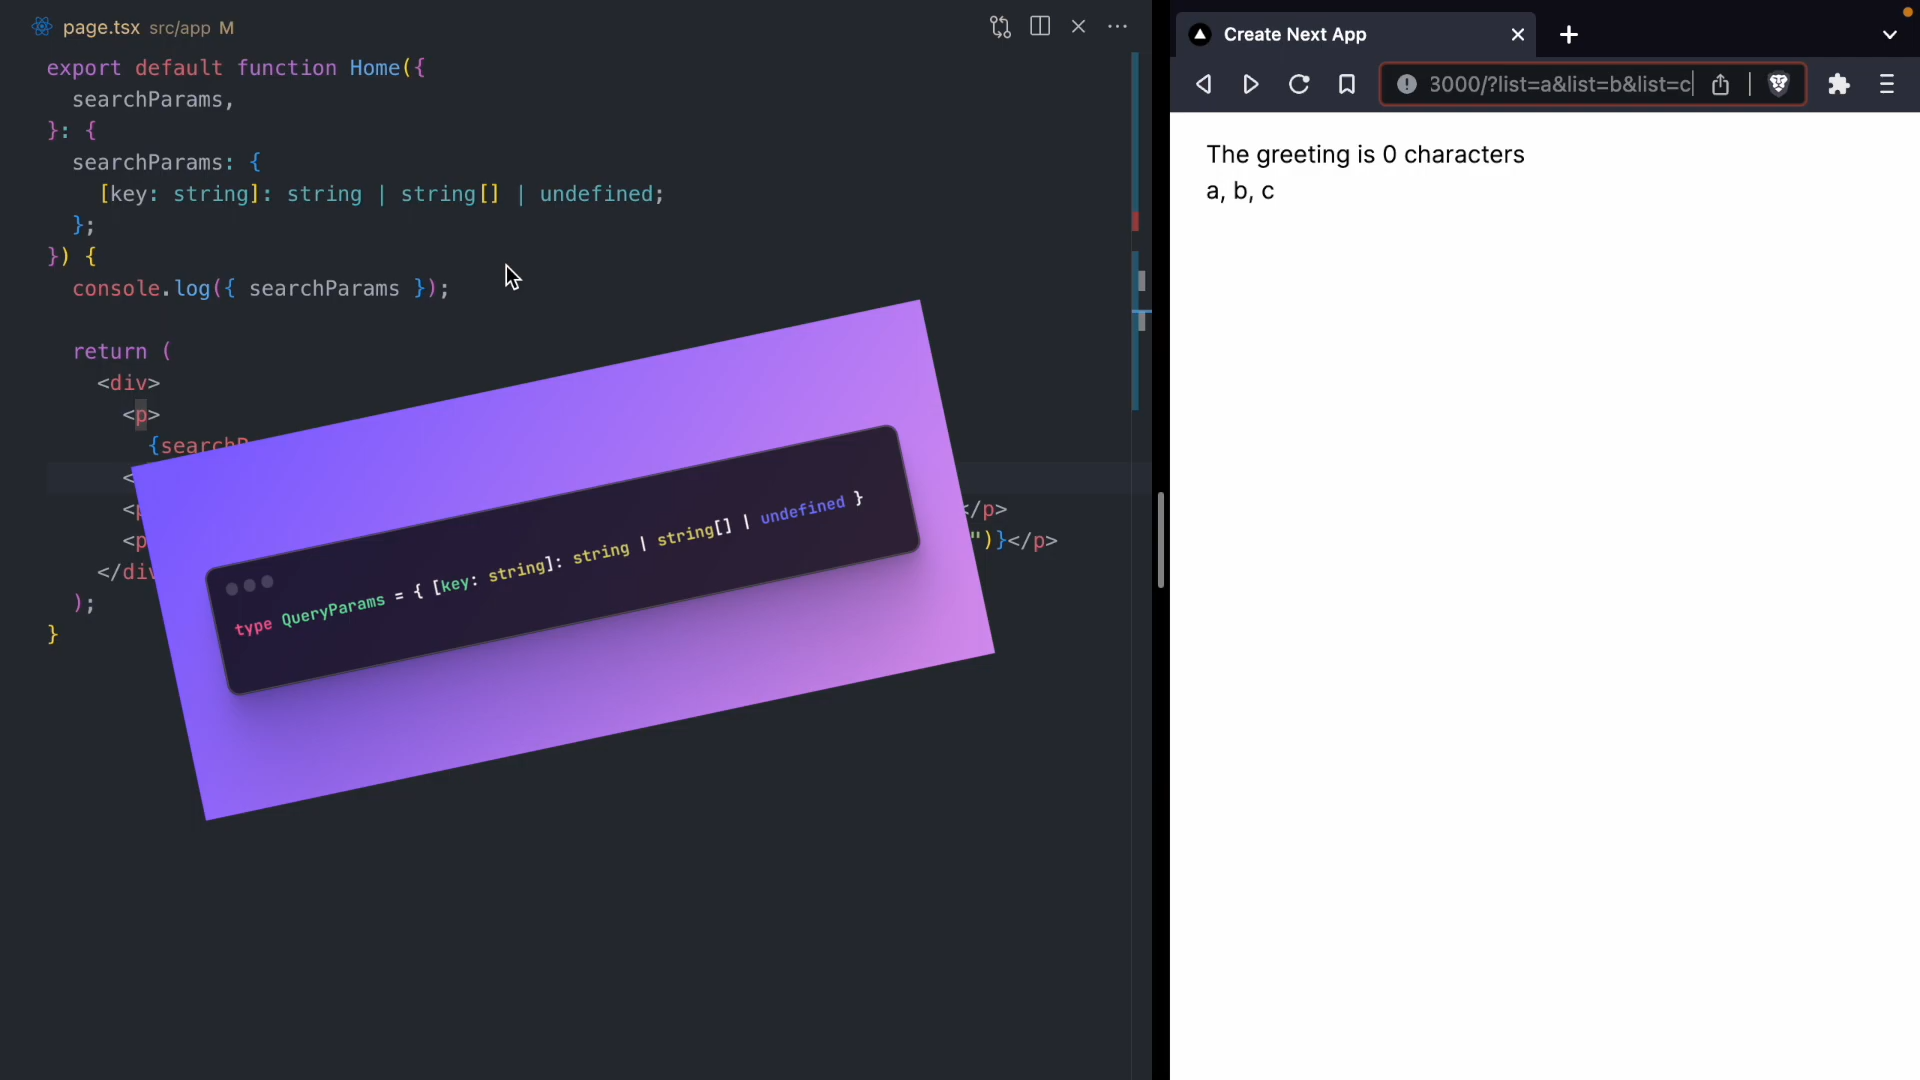 page.tsx src/app M
export default function Home({
searchParams,
}: {
searchParams: {
[key: string]: string | string[] | undefined;
};
}) {
console.log({ searchParams });
return (
<div>
<p>
{searchP
<
<p </p>
<p ")}</p>
</div
);
}
type QueryParams = { [key: string]: string | string[] | undefined }
Create Next App
3000/?list=a&list=b&list=c
The greeting is 0 characters
a, b, c